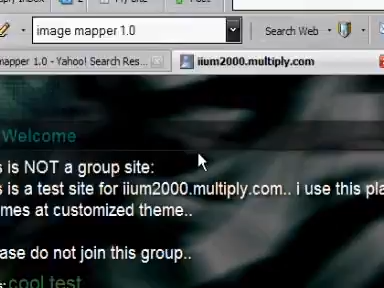 image mapper 1.0
Search Web
mapper 1.0 - Yahoo! Search Res...
iium2000.multiply.com
Welcome
s is NOT a group site:
s is a test site for iium2000.multiply.com.. i use this pla
mes at customized theme..
ase do not join this group..
s: cool test